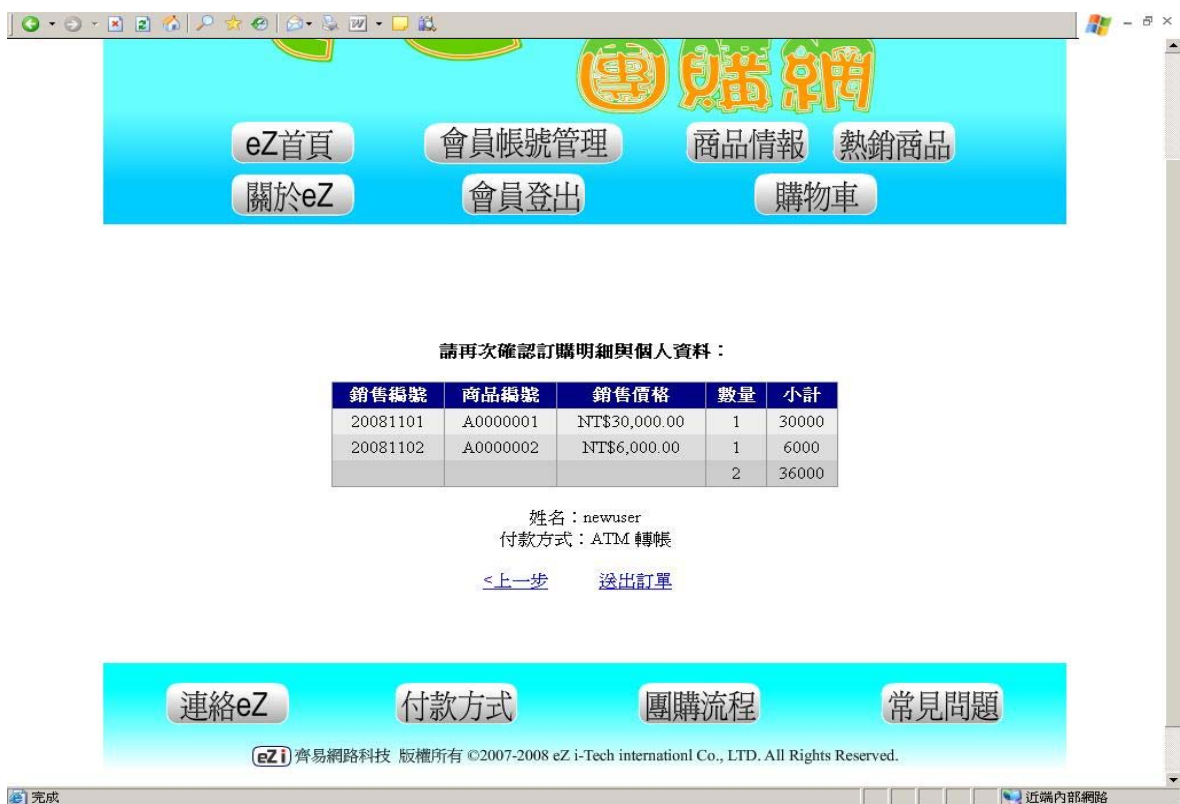 團購網
eZ首頁 會員帳號管理 商品情報 熱銷商品
關於eZ 會員登出 購物車
請再次確認訂購明細與個人資料：
銷售編號 商品編號 銷售價格 數量 小計
20081101 A0000001 NT$30,000.00 1 30000
20081102 A0000002 NT$6,000.00 1 6000
2 36000
姓名：newuser
付款方式：ATM 轉帳
<上一步 送出訂單
連絡eZ 付款方式 團購流程 常見問題
eZi 齊易網路科技 版權所有 ©2007-2008 eZ i-Tech internationl Co., LTD. All Rights Reserved.
完成 近端內部網路